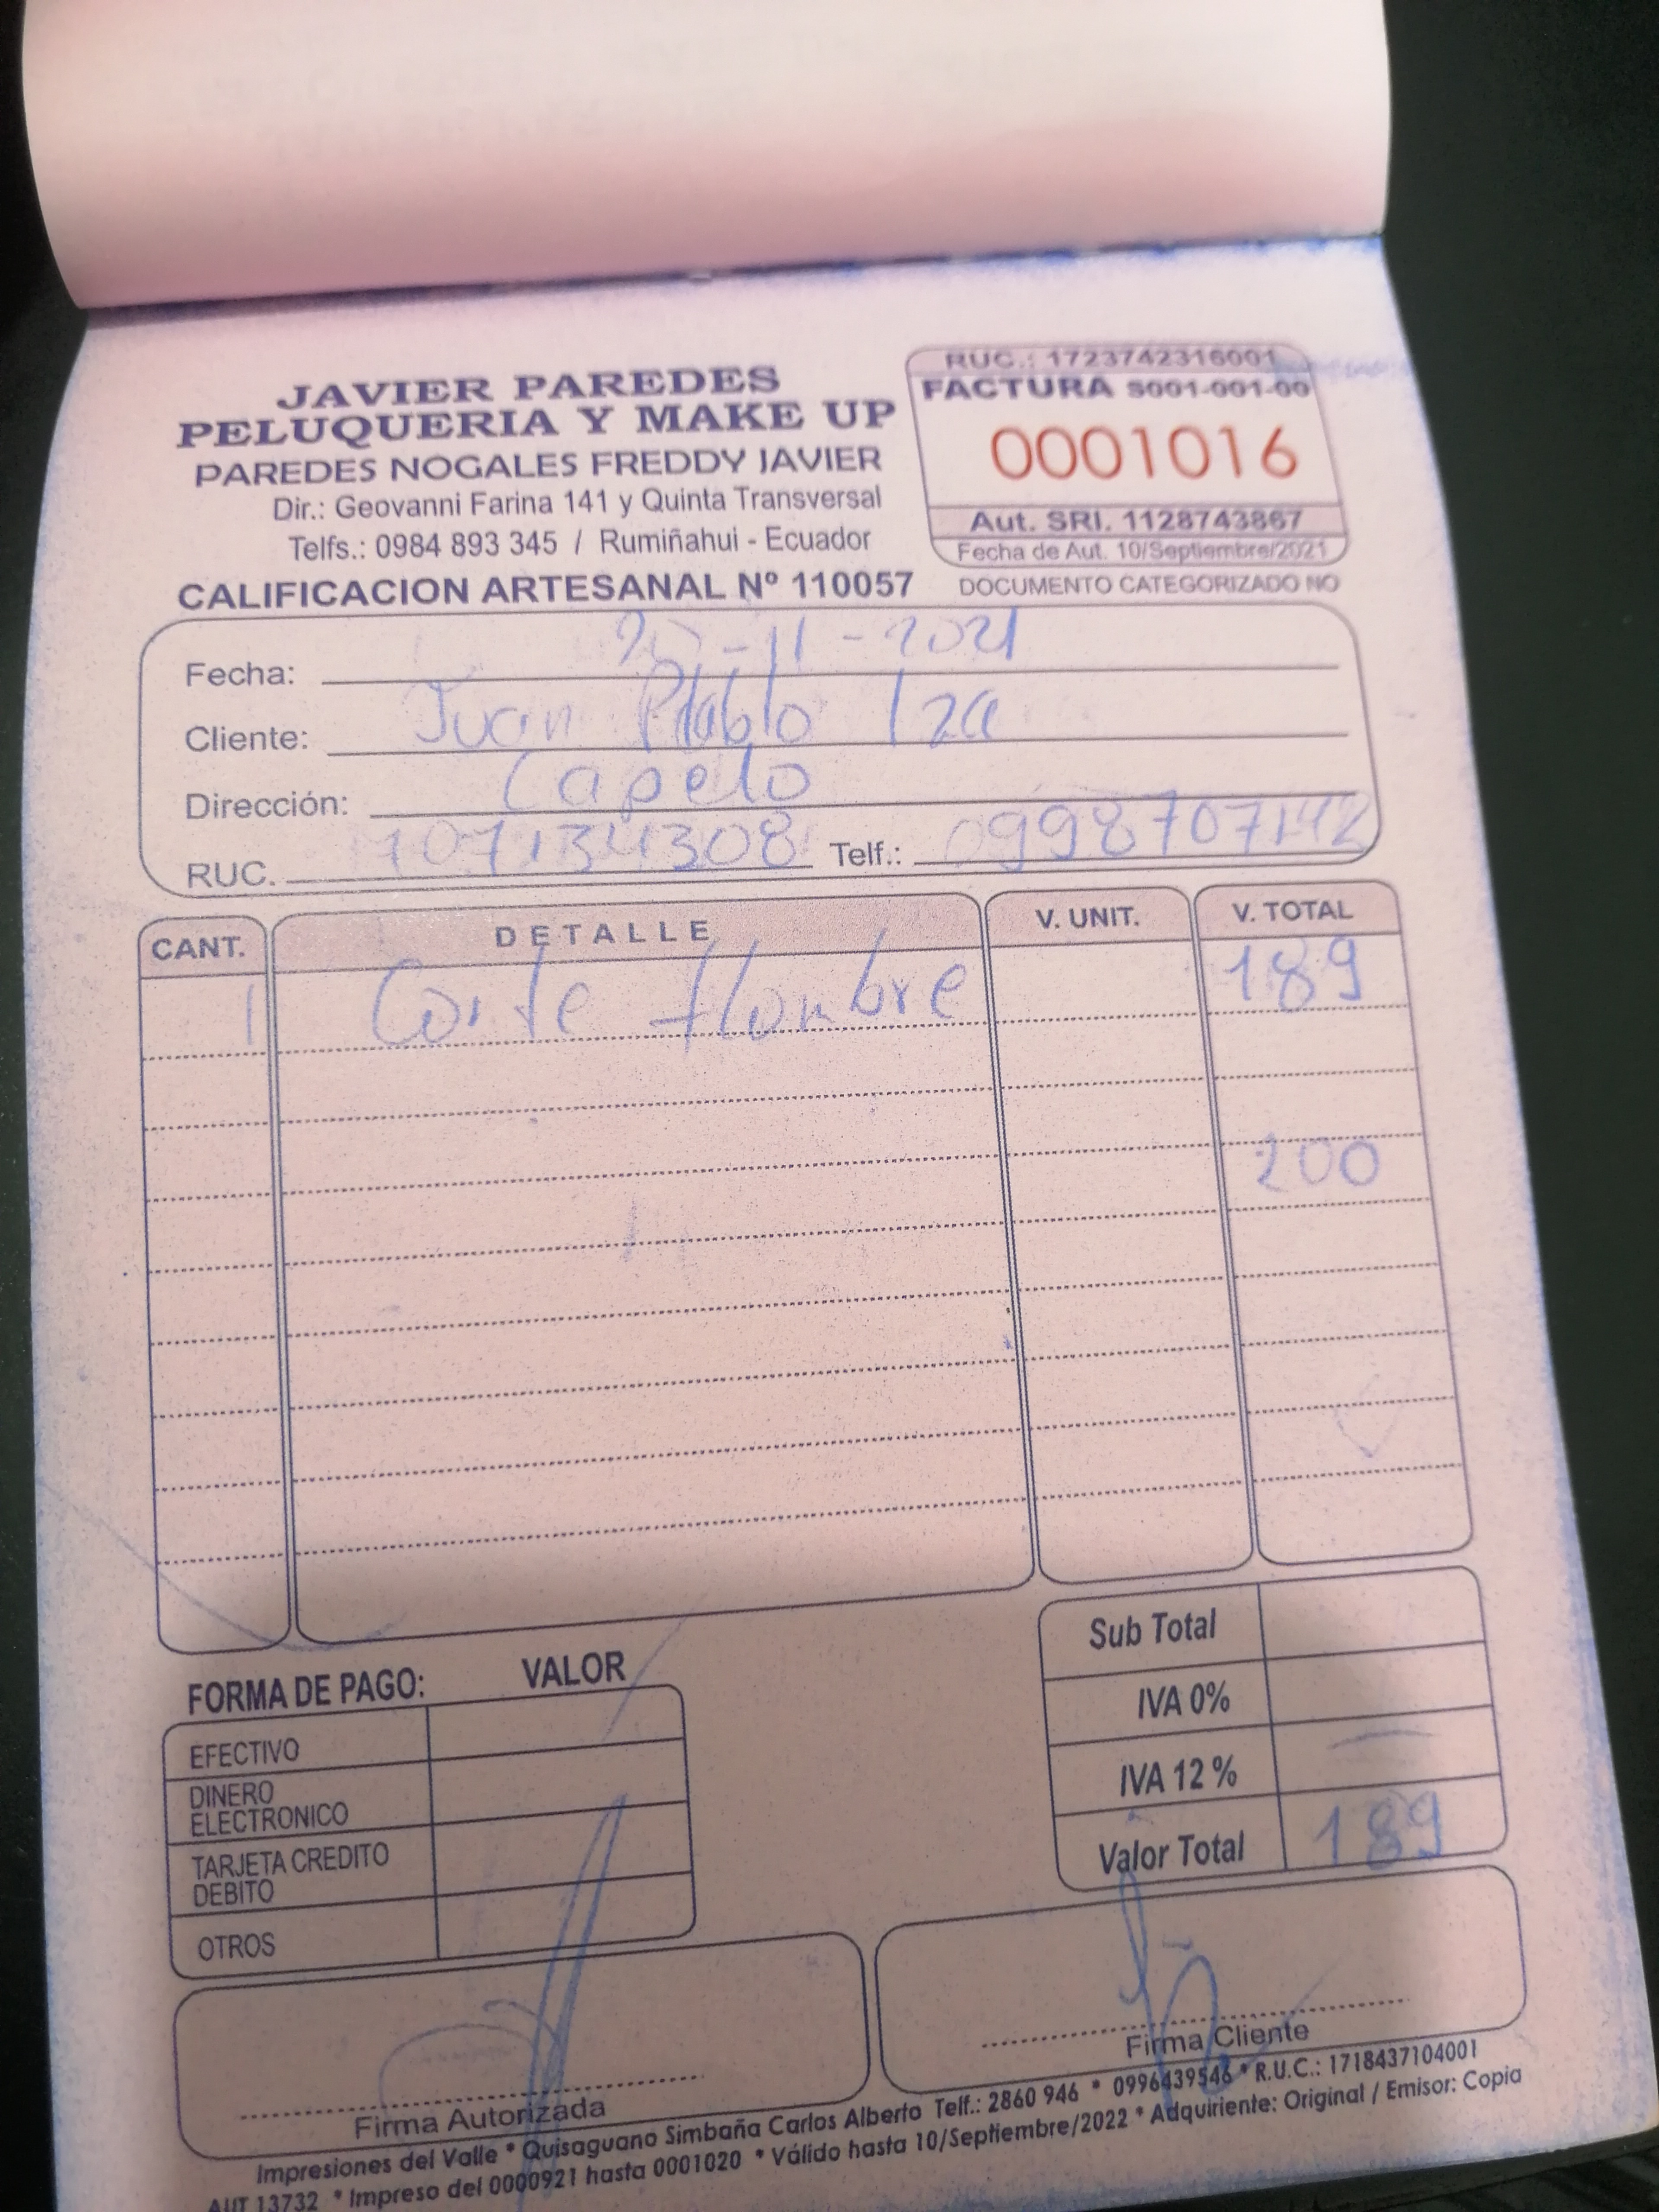 JAVIER PAREDES
PELUQUERIA Y MAKE UP
PAREDES NOGALES FREDDY JAVIER
Dir.: Geovanni Farina 141 y Quinta Transversal
Telfs.: 0984 893 345 / Rumiñahui - Ecuador
CALIFICACION ARTESANAL Nº 110057
RUC.: 1723742316001
FACTURA S001-001-00
0001016
Aut. SRI. 1128743867
Fecha de Aut. 10/Septiembre/2021
DOCUMENTO CATEGORIZADO NO
Fecha: -11-2021
Cliente: Juan Pablo Iza
Dirección: Capelo
RUC. Telf.: 0998707142
CANT. DETALLE V. UNIT. V. TOTAL
1 Corte Hombre 189
200
Sub Total
IVA 0%
IVA 12 %
Valor Total 189
FORMA DE PAGO: VALOR
EFECTIVO
DINERO
ELECTRONICO
TARJETA CREDITO
DEBITO
OTROS
Firma Autorizada
Firma Cliente
Impresiones del Valle * Quisaguano Simbaña Carlos Alberto Telf.: 2860 946 * 0996439546 * R.U.C.: 1718437104001
AUT 13732 * Impreso del 0000921 hasta 0001020 * Válido hasta 10/Septiembre/2022 * Adquiriente: Original / Emisor: Copia